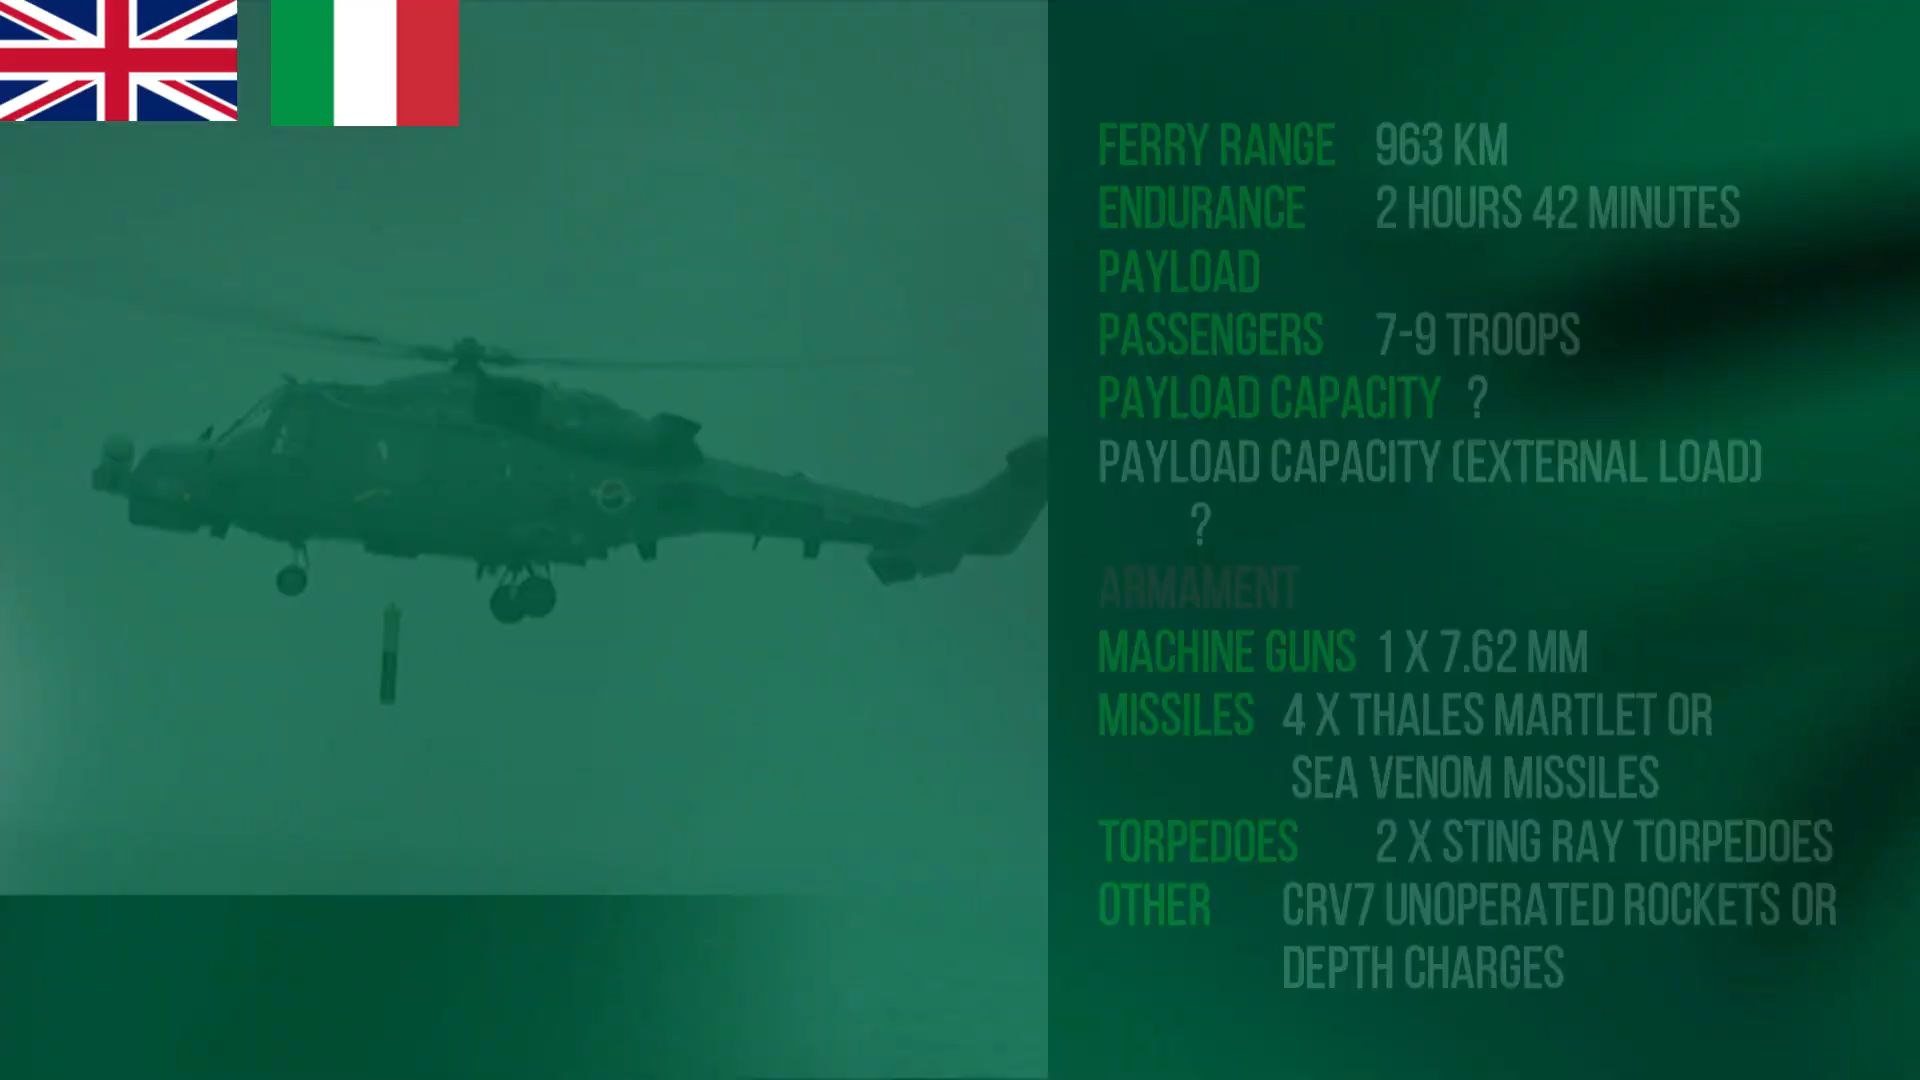 FERRY RANGE 963 KM
ENDURANCE 2 HOURS 42 MINUTES
PAYLOAD
PASSENGERS 7-9 TROOPS
PAYLOAD CAPACITY ?
PAYLOAD CAPACITY (EXTERNAL LOAD)
?
ARMAMENT
MACHINE GUNS 1 X 7.62 MM
MISSILES 4 X THALES MARTLET OR
SEA VENOM MISSILES
TORPEDOES 2 X STING RAY TORPEDOES
OTHER CRV7 UNOPERATED ROCKETS OR
DEPTH CHARGES